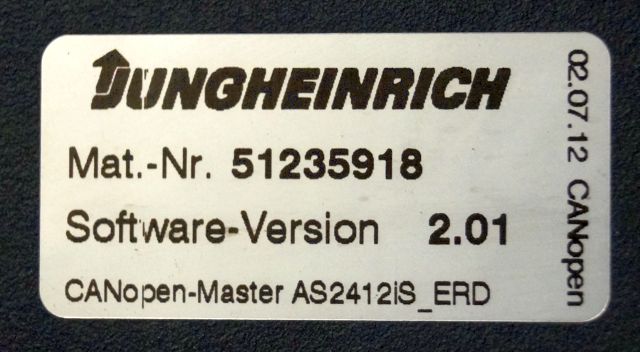 JUNGHEINRICH
Mat.-Nr. 51235918
Software-Version 2.01
CANopen-Master AS2412iS_ERD
02.07.12 CANopen